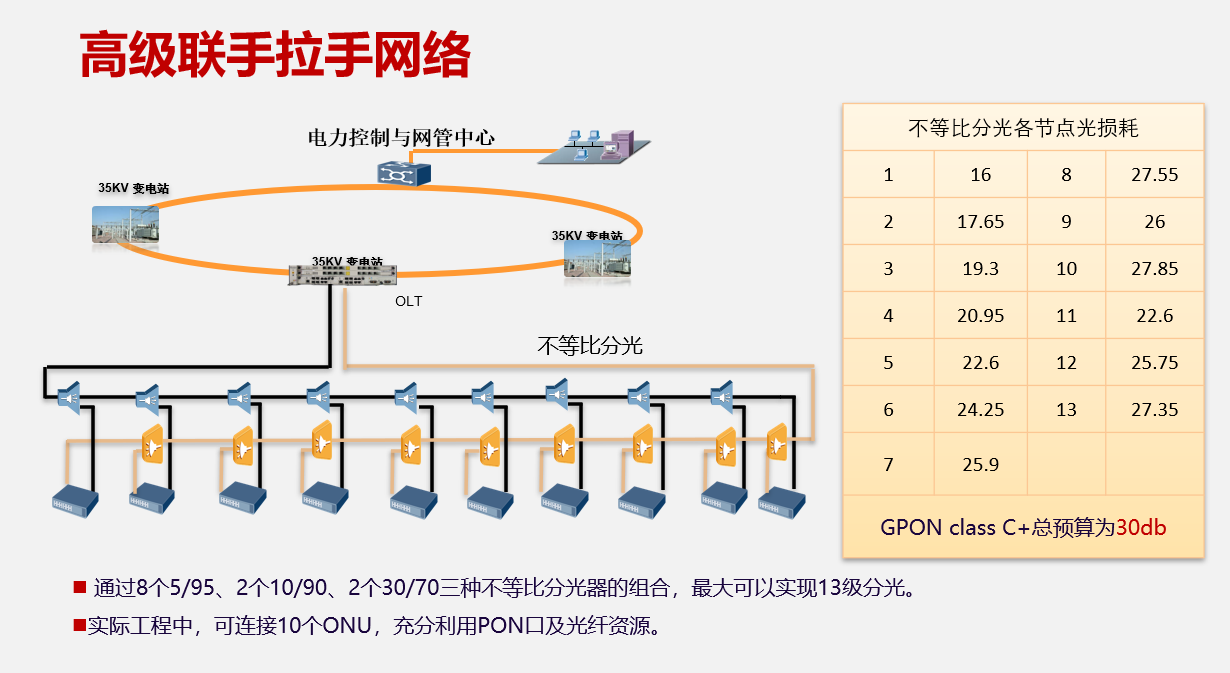 高级联手拉手网络
电力控制与网管中心
35KV 变电站
35KV 变电站
35KV 变电站
OLT
不等比分光
不等比分光各节点光损耗
1 16 8 27.55
2 17.65 9 26
3 19.3 10 27.85
4 20.95 11 22.6
5 22.6 12 25.75
6 24.25 13 27.35
7 25.9
GPON class C+总预算为30db
■ 通过8个5/95、2个10/90、2个30/70三种不等比分光器的组合，最大可以实现13级分光。
■实际工程中，可连接10个ONU，充分利用PON口及光纤资源。